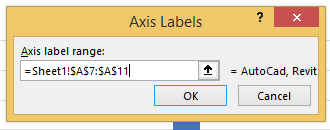 Axis Labels
Axis label range:
=Sheet1!$A$7:$A$11 = AutoCad, Revit
OK Cancel